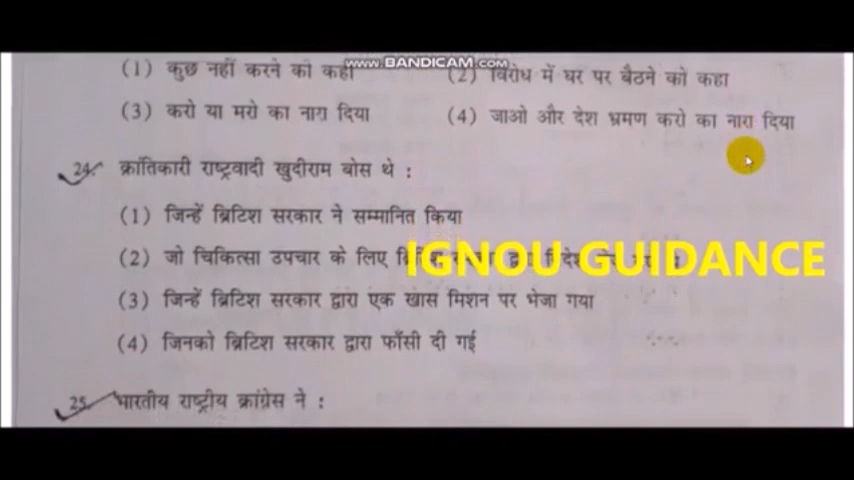 www.BANDICAM.com
(1) कुछ नहीं करने को कहा (2) विरोध में घर पर बैठने को कहा
(3) करो या मरो का नारा दिया (4) जाओ और देश भ्रमण करो का नारा दिया
24. क्रांतिकारी राष्ट्रवादी खुदीराम बोस थे :
(1) जिन्हें ब्रिटिश सरकार ने सम्मानित किया
(2) जो चिकित्सा उपचार के लिए
IGNOU GUIDANCE
(3) जिन्हें ब्रिटिश सरकार द्वारा एक खास मिशन पर भेजा गया
(4) जिनको ब्रिटिश सरकार द्वारा फाँसी दी गई
25. भारतीय राष्ट्रीय क्रांग्रेस ने :